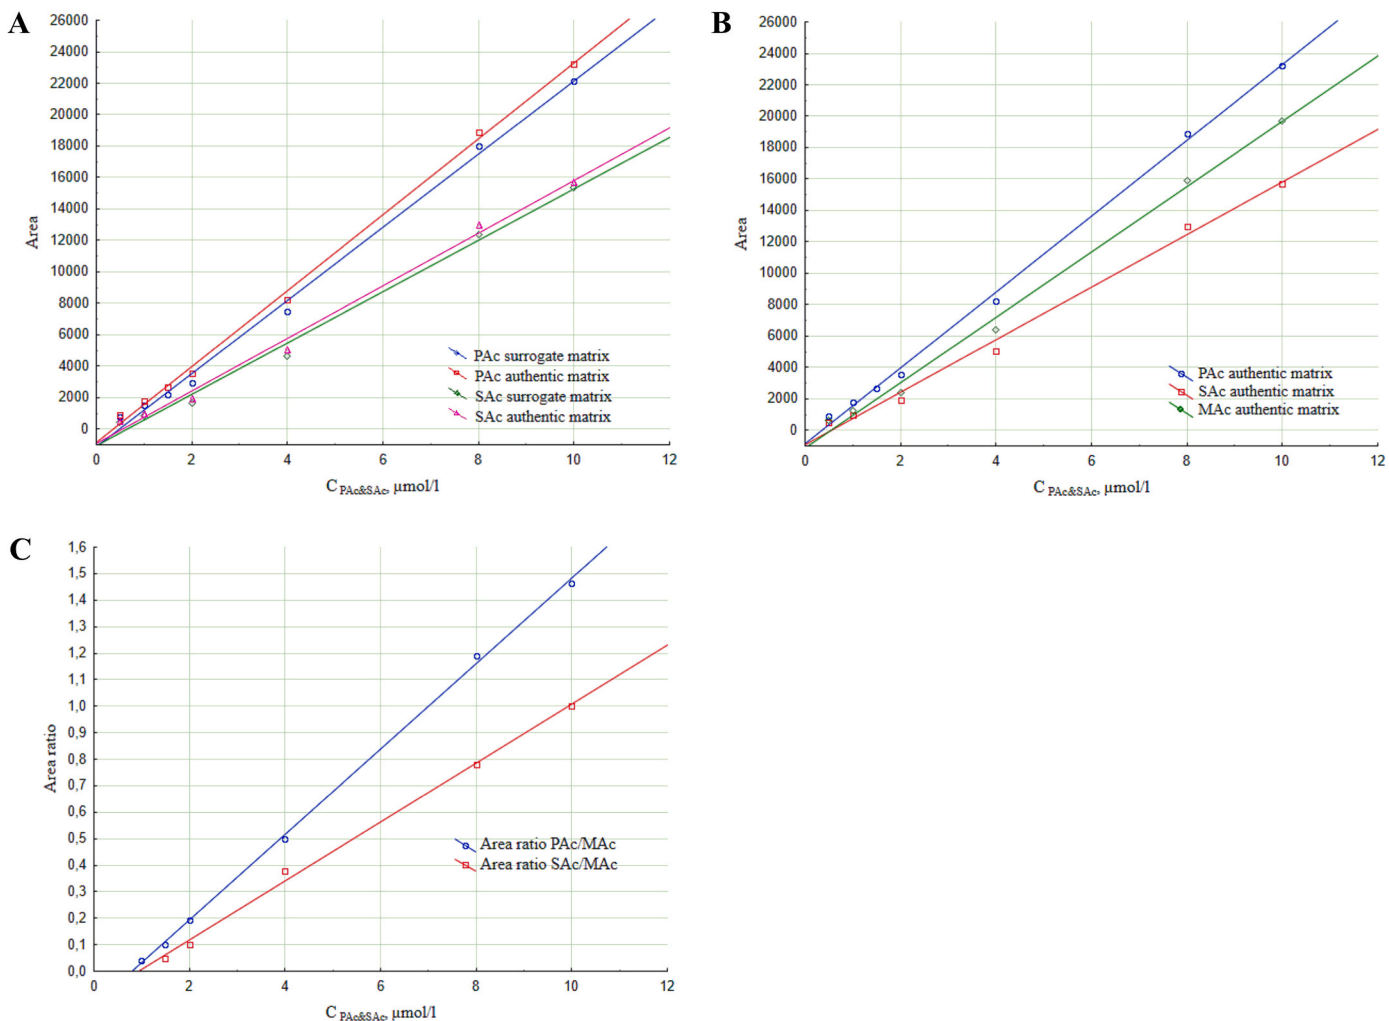 A
26000
24000
22000
20000
18000
16000
14000
12000
10000
8000
6000
4000
2000
0
Area
0 2 4 6 8 10 12
C PAc&SAc, μmol/l
PAc surrogate matrix
PAc authentic matrix
SAc surrogate matrix
SAc authentic matrix
B
26000
24000
22000
20000
18000
16000
14000
12000
10000
8000
6000
4000
2000
0
Area
0 2 4 6 8 10 12
C PAc&SAc, μmol/l
PAc authentic matrix
SAc authentic matrix
MAc authentic matrix
C
1,6
1,5
1,4
1,3
1,2
1,1
1,0
0,9
0,8
0,7
0,6
0,5
0,4
0,3
0,2
0,1
0,0
Area ratio
0 2 4 6 8 10 12
C PAc&SAc, μmol/l
Area ratio PAc/MAc
Area ratio SAc/MAc